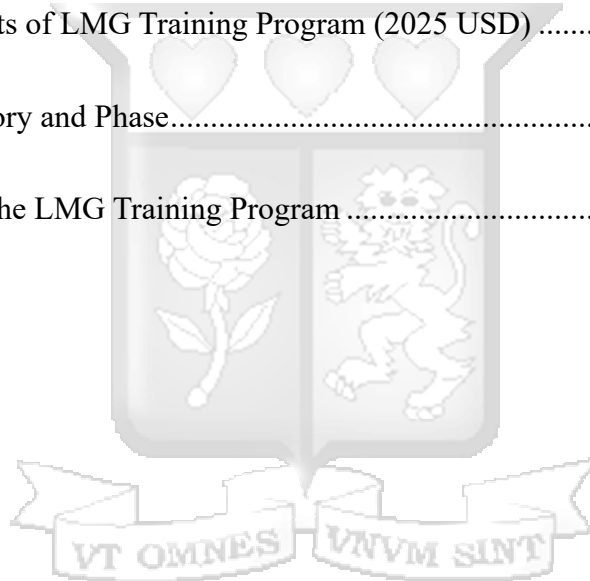 ts of LMG Training Program (2025 USD) .......
ory and Phase.....................................................
he LMG Training Program ...............................
VT OMNES VNVM SINT